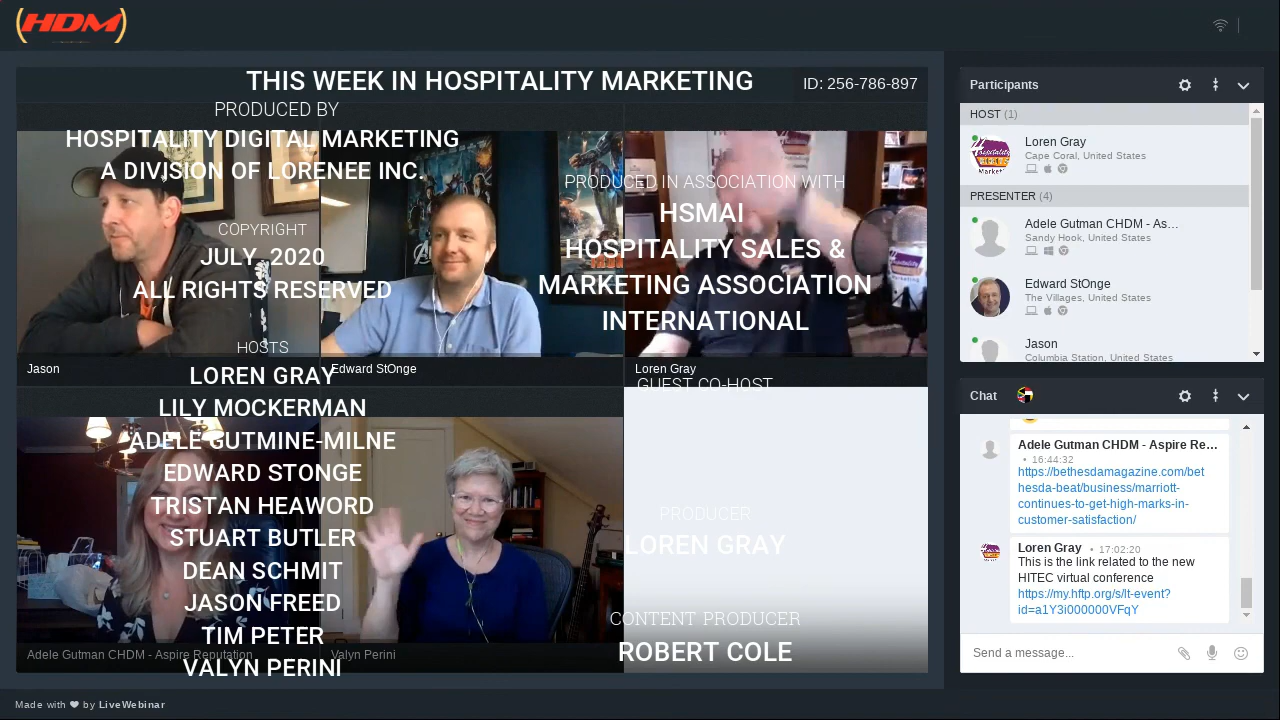 HDM
THIS WEEK IN HOSPITALITY MARKETING
ID: 256-786-897
PRODUCED BY
HOSPITALITY DIGITAL MARKETING
A DIVISION OF LORENEE INC.
COPYRIGHT
JULY, 2020
ALL RIGHTS RESERVED
PRODUCED IN ASSOCIATION WITH
HSMAI
HOSPITALITY SALES &
MARKETING ASSOCIATION
INTERNATIONAL
HOSTS
LOREN GRAY
LILY MOCKERMAN
ADELE GUTMINE-MILNE
EDWARD STONGE
TRISTAN HEAWORD
STUART BUTLER
DEAN SCHMIT
JASON FREED
TIM PETER
VALYN PERINI
Jason
Edward StOnge
Loren Gray
GUEST CO-HOST
PRODUCER
LOREN GRAY
CONTENT PRODUCER
ROBERT COLE
Adele Gutman CHDM - Aspire Reputation
Valyn Perini
Participants
HOST (1)
Loren Gray
Cape Coral, United States
PRESENTER (4)
Adele Gutman CHDM - As…
Sandy Hook, United States
Edward StOnge
The Villages, United States
Jason
Columbia Station, United States
Chat
Adele Gutman CHDM - Aspire Re…
• 16:44:32
https://bethesdamagazine.com/bet
hesda-beat/business/marriott-
continues-to-get-high-marks-in-
customer-satisfaction/
Loren Gray • 17:02:20
This is the link related to the new
HITEC virtual conference
https://my.hftp.org/s/lt-event?
id=a1Y3i000000VFqY
Send a message...
Made with ❤ by LiveWebinar